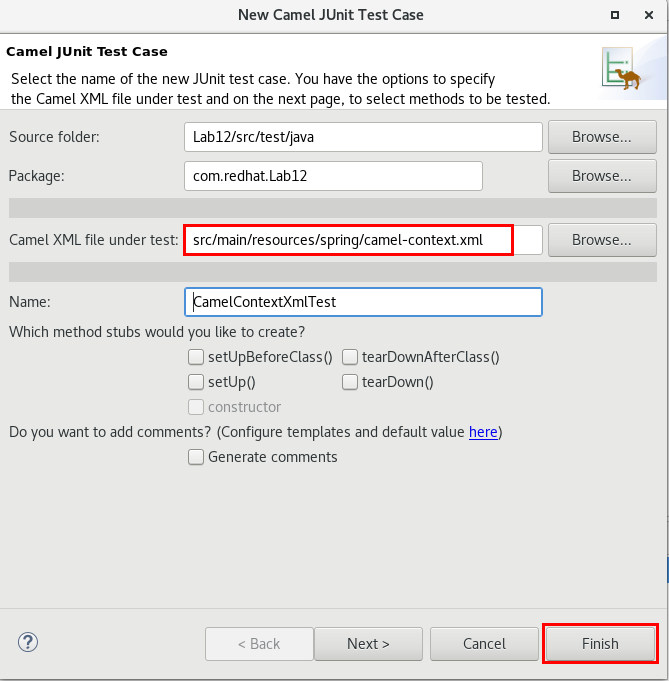 New Camel JUnit Test Case
Camel JUnit Test Case
Select the name of the new JUnit test case. You have the options to specify
the Camel XML file under test and on the next page, to select methods to be tested.
Source folder: Lab12/src/test/java Browse...
Package: com.redhat.Lab12 Browse...
Camel XML file under test: src/main/resources/spring/camel-context.xml Browse...
Name: CamelContextXmlTest
Which method stubs would you like to create?
setUpBeforeClass() tearDownAfterClass()
setUp() tearDown()
constructor
Do you want to add comments? (Configure templates and default value here)
Generate comments
? < Back Next > Cancel Finish